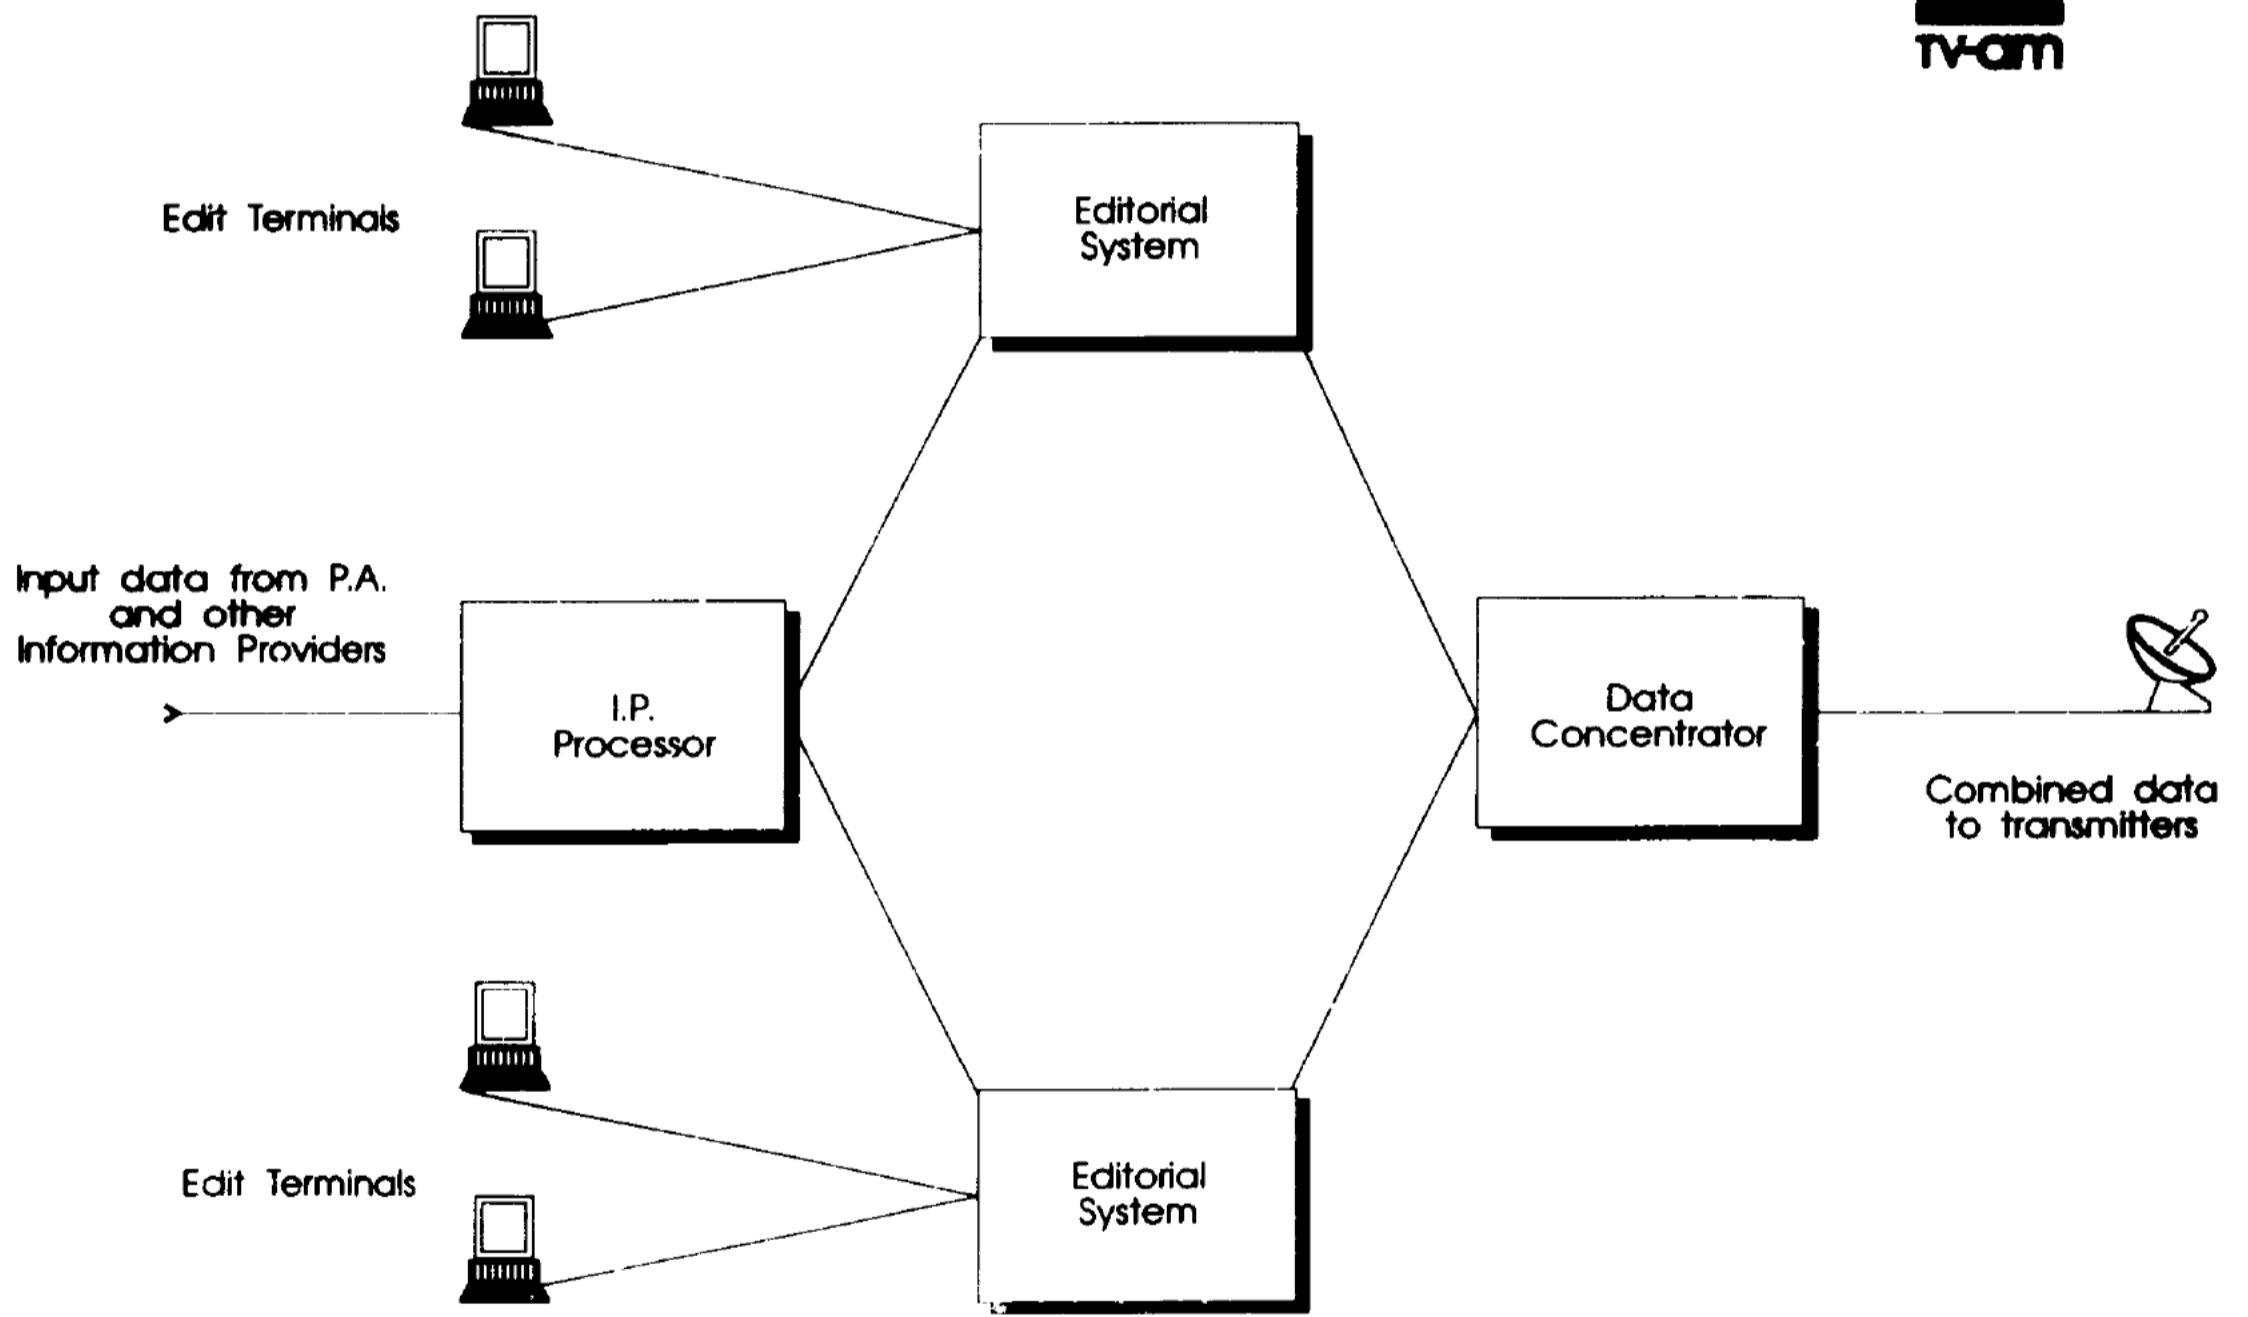 TV-am
Edit Terminals
Editorial
System
Input data from P.A.
and other
Information Providers
I.P.
Processor
Data
Concentrator
Combined data
to transmitters
Edit Terminals
Editorial
System